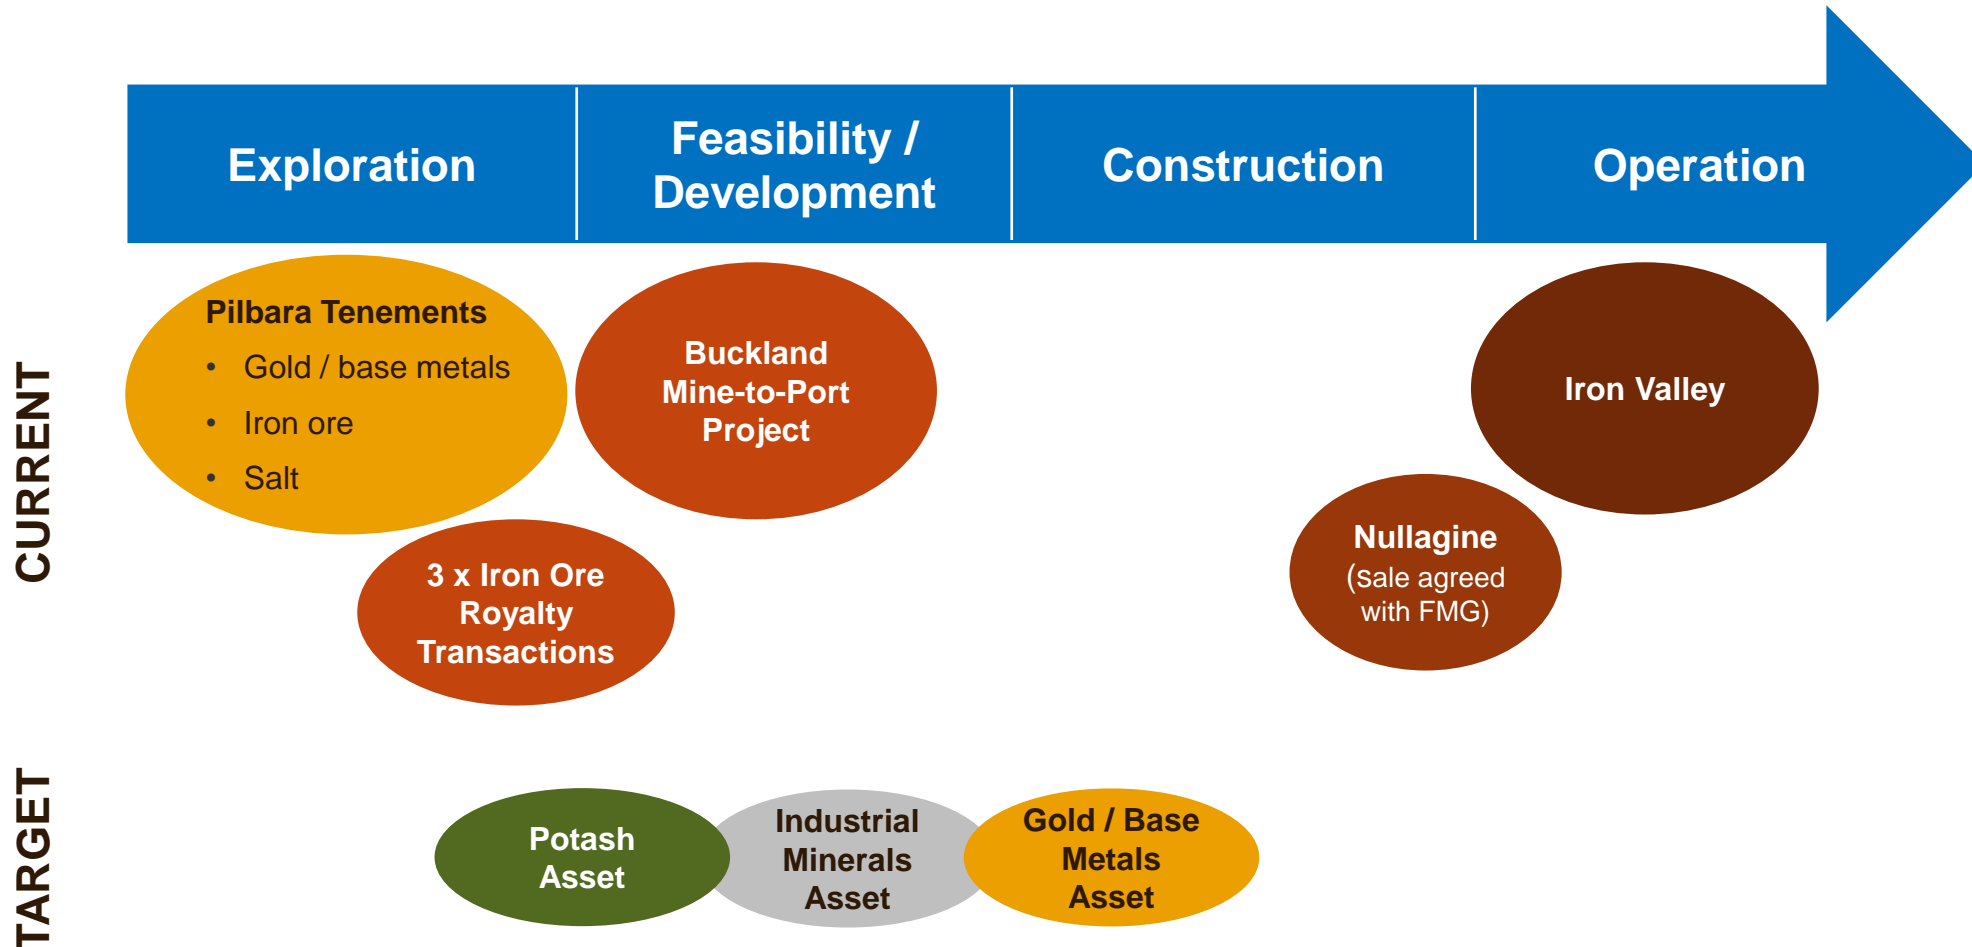 Exploration
Feasibility /
Development
Construction
Operation
CURRENT
Pilbara Tenements
• Gold / base metals
• Iron ore
• Salt
Buckland
Mine-to-Port
Project
Iron Valley
3 x Iron Ore
Royalty
Transactions
Nullagine
(sale agreed
with FMG)
TARGET
Potash
Asset
Industrial
Minerals
Asset
Gold / Base
Metals
Asset